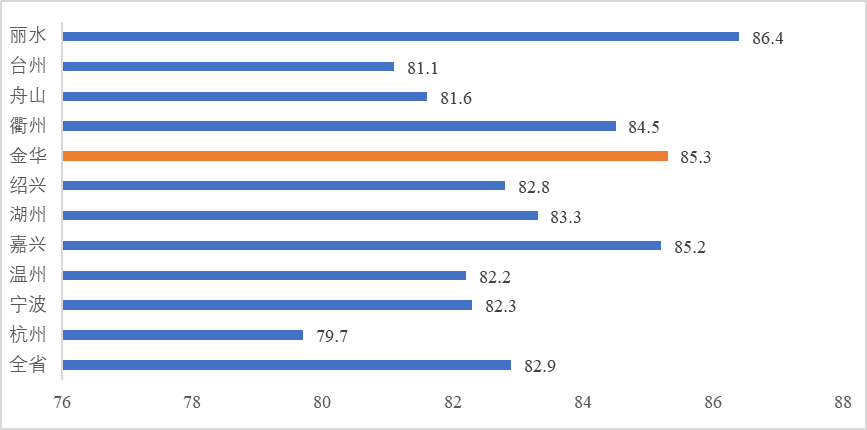 丽水 86.4
台州 81.1
舟山 81.6
衢州 84.5
金华 85.3
绍兴 82.8
湖州 83.3
嘉兴 85.2
温州 82.2
宁波 82.3
杭州 79.7
全省 82.9
76 78 80 82 84 86 88